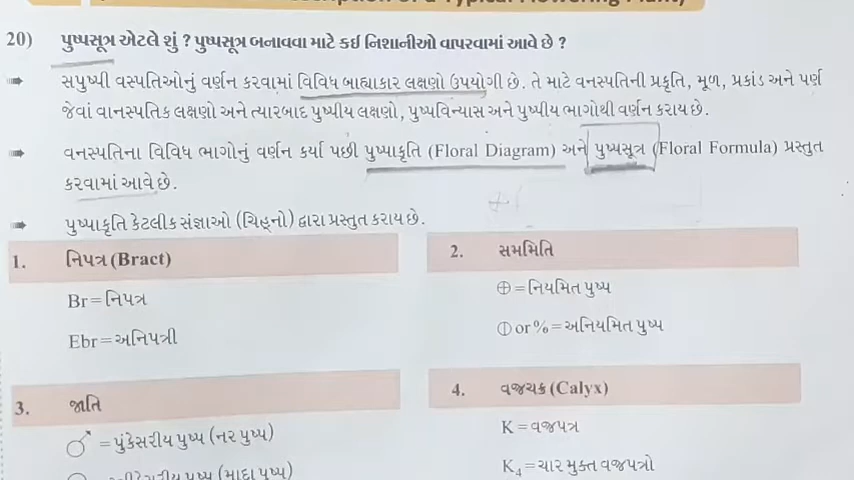 20) પુષ્પસૂત્ર એટલે શું ? પુષ્પસૂત્ર બનાવવા માટે કઈ નિશાનીઓ વાપરવામાં આવે છે ?
સપુષ્પી વસ્પતિઓનું વર્ણન કરવામાં વિવિધ બાહ્યાકાર લક્ષણો ઉપયોગી છે. તે માટે વનસ્પતિની પ્રકૃતિ, મૂળ, પ્રકાંડ અને પર્ણ
જેવાં વાનસ્પતિક લક્ષણો અને ત્યારબાદ પુષ્પીય લક્ષણો, પુષ્પવિન્યાસ અને પુષ્પીય ભાગોથી વર્ણન કરાય છે.
વનસ્પતિના વિવિધ ભાગોનું વર્ણન કર્યા પછી પુષ્પાકૃતિ (Floral Diagram) અને પુષ્પસૂત્ર (Floral Formula) પ્રસ્તુત
કરવામાં આવે છે.
પુષ્પાકૃતિ કેટલીક સંજ્ઞાઓ (ચિહ્નો) દ્વારા પ્રસ્તુત કરાય છે.
1. નિપત્ર (Bract)
Br = નિપત્ર
Ebr = અનિપત્રી
2. સમમિતિ
⊕ = નિયમિત પુષ્પ
⦶ or % = અનિયમિત પુષ્પ
3. જાતિ
♂ = પુંકેસરીય પુષ્પ (નર પુષ્પ)
પુષ્પ (માદા પુષ્પ)
4. વજ્રચક્ર (Calyx)
K = વજ્રપત્ર
K₄ = ચાર મુક્ત વજ્રપત્રો